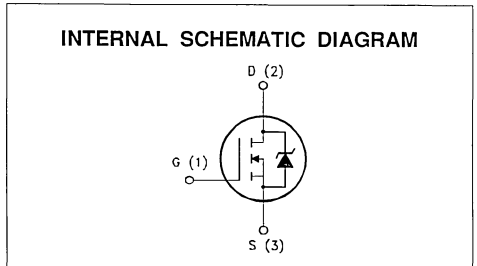 INTERNAL SCHEMATIC DIAGRAM
D (2)
G (1)
S (3)